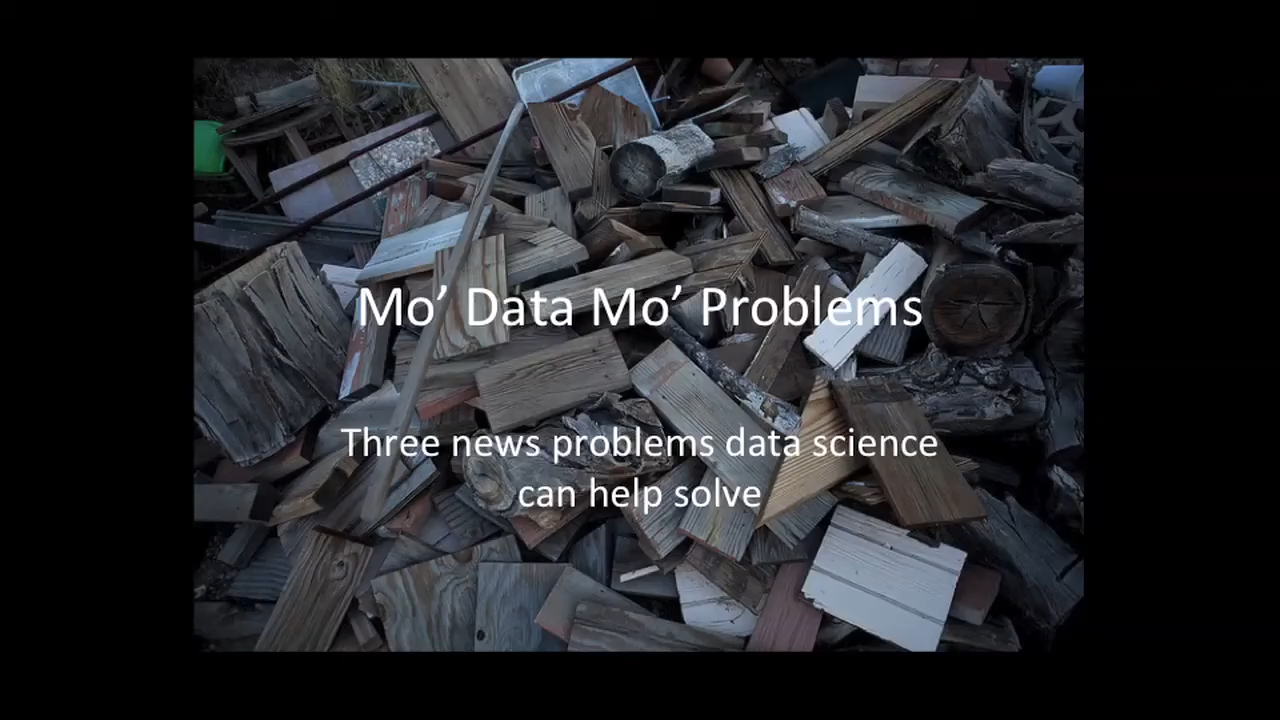 Mo’ Data Mo’ Problems
Three news problems data science
can help solve